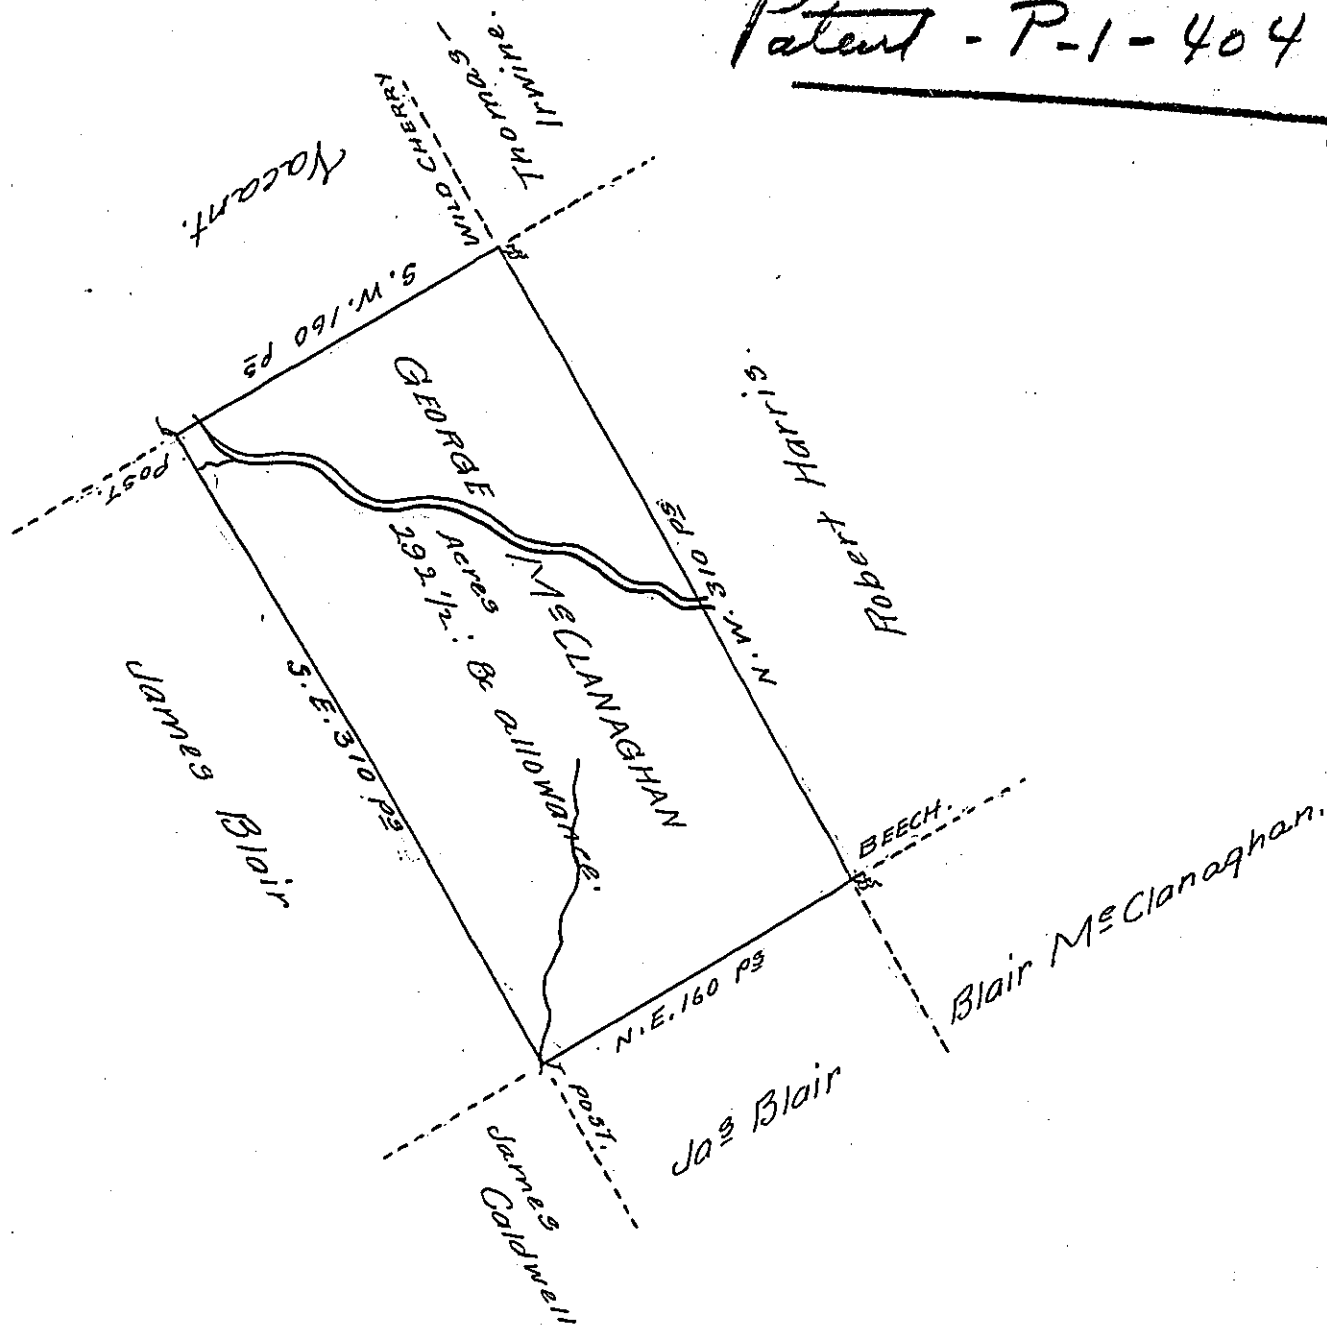 Patent - P-1-404
Thomas
Irwine.
WILD CHERRY
Vacant.
S.W. 160 Ps
POST.
GEORGE McCLANAGHAN
Acres
292 1/2: &c allowance.
N.W. 310 Ps
Robert Harris.
S.E. 310 Ps
James Blair
BEECH.
Blair McClanaghan.
N.E. 160 Ps
POST.
Jas Blair
James
Caldwell